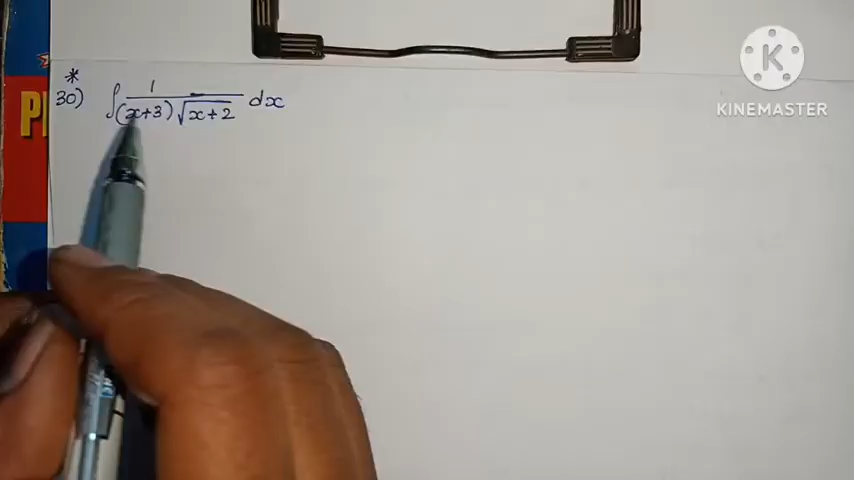 *
30) ∫ 1 / (x+3) √x+2 dx
K
KINEMASTER